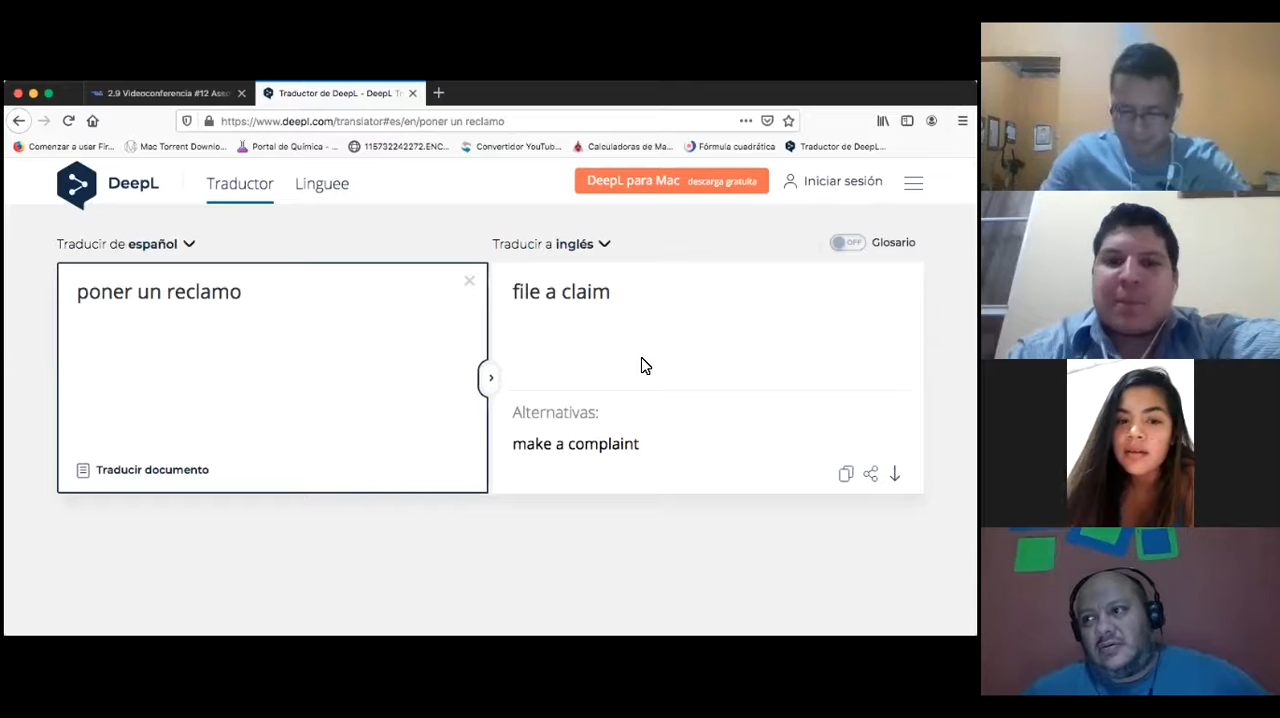 2.9 Videoconferencia #12 Ases
Traductor de DeepL - DeepL Tr
https://www.deepl.com/translator#es/en/poner un reclamo
Comenzar a usar Fir...
Mac Torrent Downlo...
Portal de Química - ...
115732242272.ENC...
Convertidor YouTub...
Calculadoras de Ma...
Fórmula cuadrática
Traductor de DeepL...
DeepL
Traductor
Linguee
DeepL para Mac descarga gratuita
Iniciar sesión
Traducir de español
Traducir a inglés
OFF
Glosario
poner un reclamo
file a claim
Alternativas:
make a complaint
Traducir documento